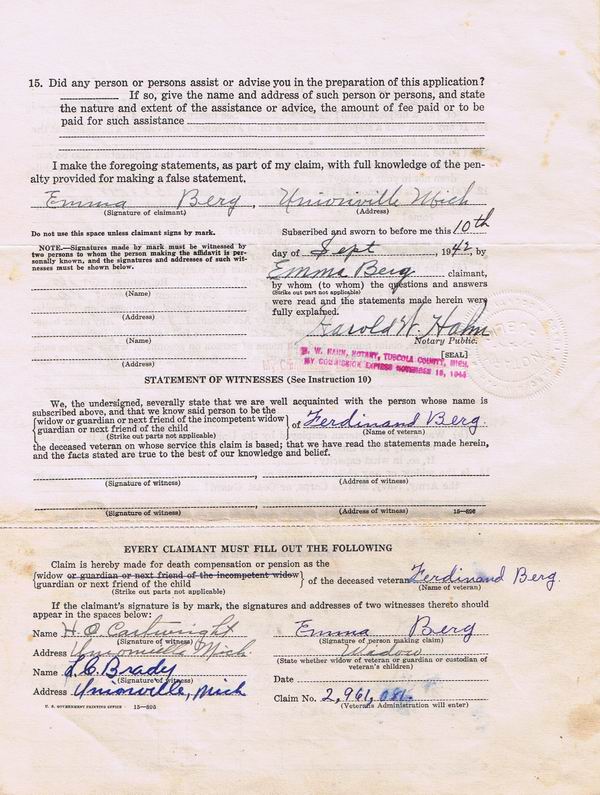 15. Did any person or persons assist or advise you in the preparation of this application?
If so, give the name and address of such person or persons, and state
the nature and extent of the assistance or advice, the amount of fee paid or to be
paid for such assistance
I make the foregoing statements, as part of my claim, with full knowledge of the pen-
alty provided for making a false statement.
Emma Berg, Unionville Mich
(Signature of claimant) (Address)
Do not use this space unless claimant signs by mark.
NOTE.—Signatures made by mark must be witnessed by
two persons to whom person making the affidavit is per-
sonally known, and the signatures and addresses of such wit-
nesses must be shown below.
(Name)
(Address)
(Name)
(Address)
Subscribed and sworn to before me this 10th
day of Sept, 1942, by
Emma Berg claimant,
by whom (to whom) the questions and answers
(Strike out part not applicable)
were read and the statements made herein were
fully explained.
Harold W. Hahn
Notary Public.
[SEAL]
H. W. HAHN, NOTARY, TUSCOLA COUNTY, MICH.
MY COMMISSION EXPIRES NOVEMBER
STATEMENT OF WITNESSES (See Instruction 10)
We, the undersigned, severally state that we are well acquainted with the person whose name is
subscribed above, and that we know said person to be the
widow or guardian or next friend of the incompetent widow
guardian or next friend of the child
of Ferdinand Berg.
(Strike out parts not applicable) (Name of veteran)
the deceased veteran on whose service this claim is based; that we have read the statements made herein,
and the facts stated are true to the best of our knowledge and belief.
(Signature of witness) (Address of witness)
(Signature of witness) (Address of witness) 15—896
EVERY CLAIMANT MUST FILL OUT THE FOLLOWING
Claim is hereby made for death compensation or pension as the
widow or guardian or next friend of the incompetent widow
guardian or next friend of the child
of the deceased veteran Ferdinand Berg
(Strike out parts not applicable) (Name of veteran)
If the claimant's signature is by mark, the signatures and addresses of two witnesses thereto should
appear in the spaces below:
Name H. O. Cartwright
(Signature of witness)
Address Unionville Mich
Name L. C. Brady
(Signature of witness)
Address Unionville, Mich
U. S. GOVERNMENT PRINTING OFFICE 15—896
Emma Berg
(Signature of person making claim)
Widow
(State whether widow of veteran or guardian or custodian of
veteran's children)
Date
Claim No. 2,961,081.
(Veterans Administration will enter)